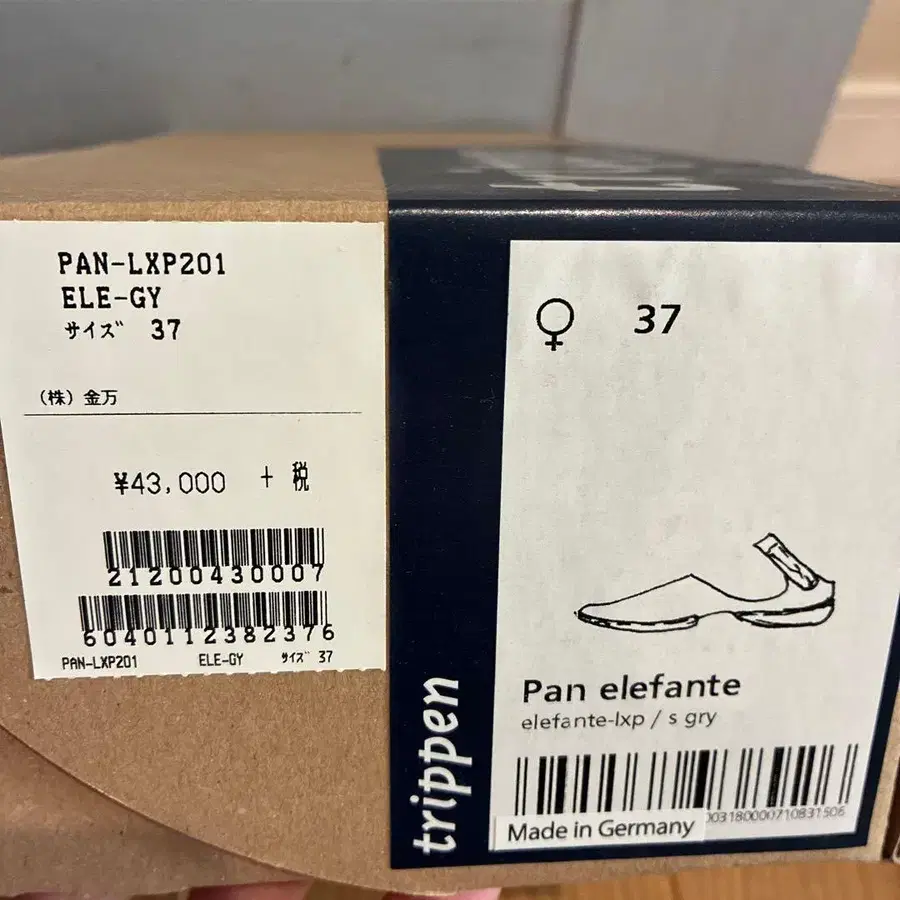 PAN-LXP201
ELE-GY
サイズ 37
(株) 金万
¥43,000 + 税
21200430007
6040112382376
PAN-LXP201 ELE-GY サイズ 37
trippen
♀ 37
Pan elefante
elefante-lxp / s gry
003180000710831506
Made in Germany